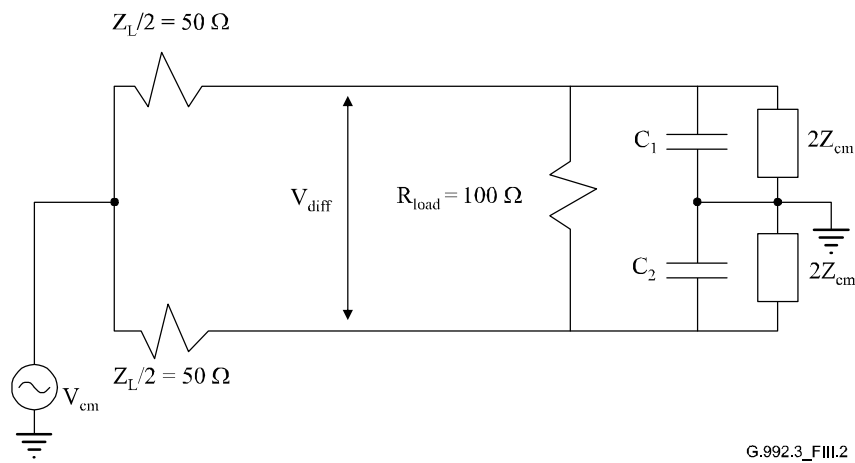 Z_L/2 = 50 Ω
C_1
2Z_cm
V_diff
R_load = 100 Ω
C_2
2Z_cm
Z_L/2 = 50 Ω
V_cm
G.992.3_FIII.2